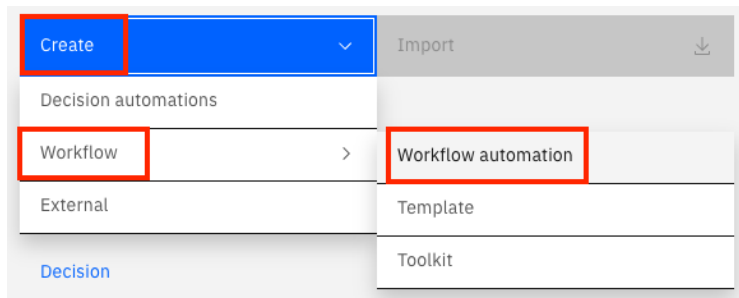 Create
Import
Decision automations
Workflow
Workflow automation
External
Template
Toolkit
Decision